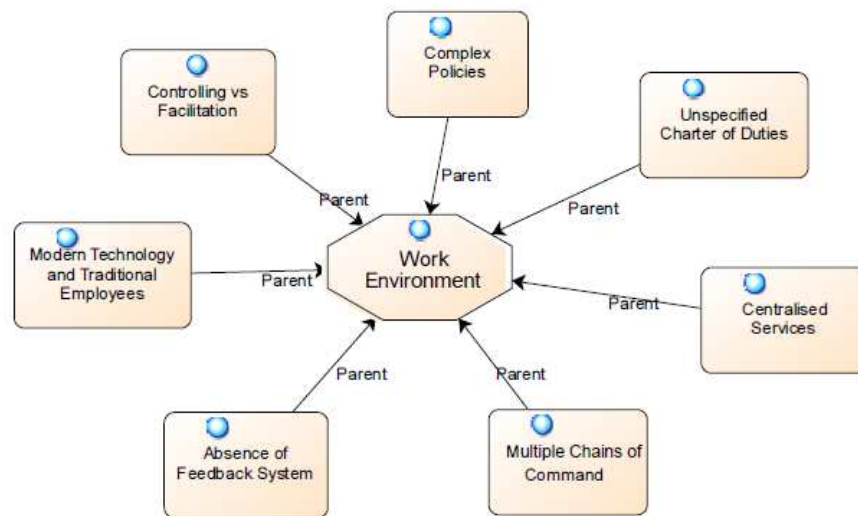 Complex
Policies
Controlling vs
Facilitation
Unspecified
Charter of Duties
Parent
Parent
Parent
Work
Environment
Modern Technology
and Traditional
Employees
Parent
Parent
Centralised
Services
Parent
Parent
Absence of
Feedback System
Multiple Chains of
Command